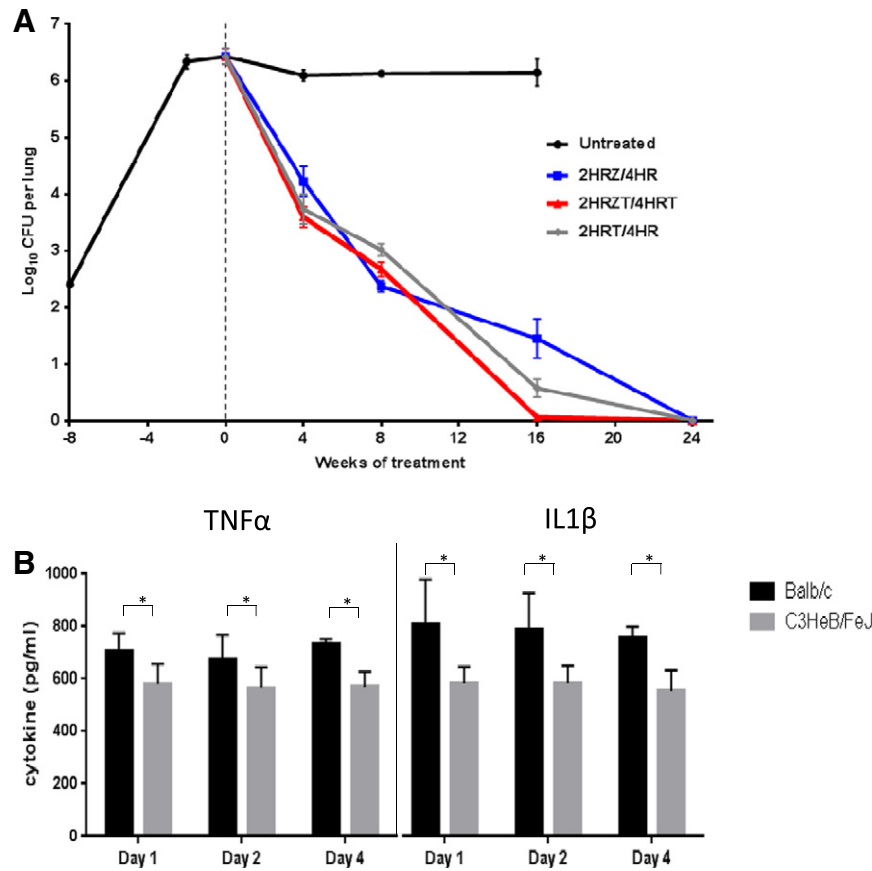 A
7
6
5
4
3
2
1
0
Log10 CFU per lung
-8 -4 0 4 8 12 16 20 24
Weeks of treatment
Untreated
2HRZ/4HR
2HRZT/4HRT
2HRT/4HR
TNFα IL1β
B
1000
800
600
400
200
0
cytokine (pg/ml)
* * * * * *
Day 1 Day 2 Day 4 Day 1 Day 2 Day 4
Balb/c
C3HeB/FeJ